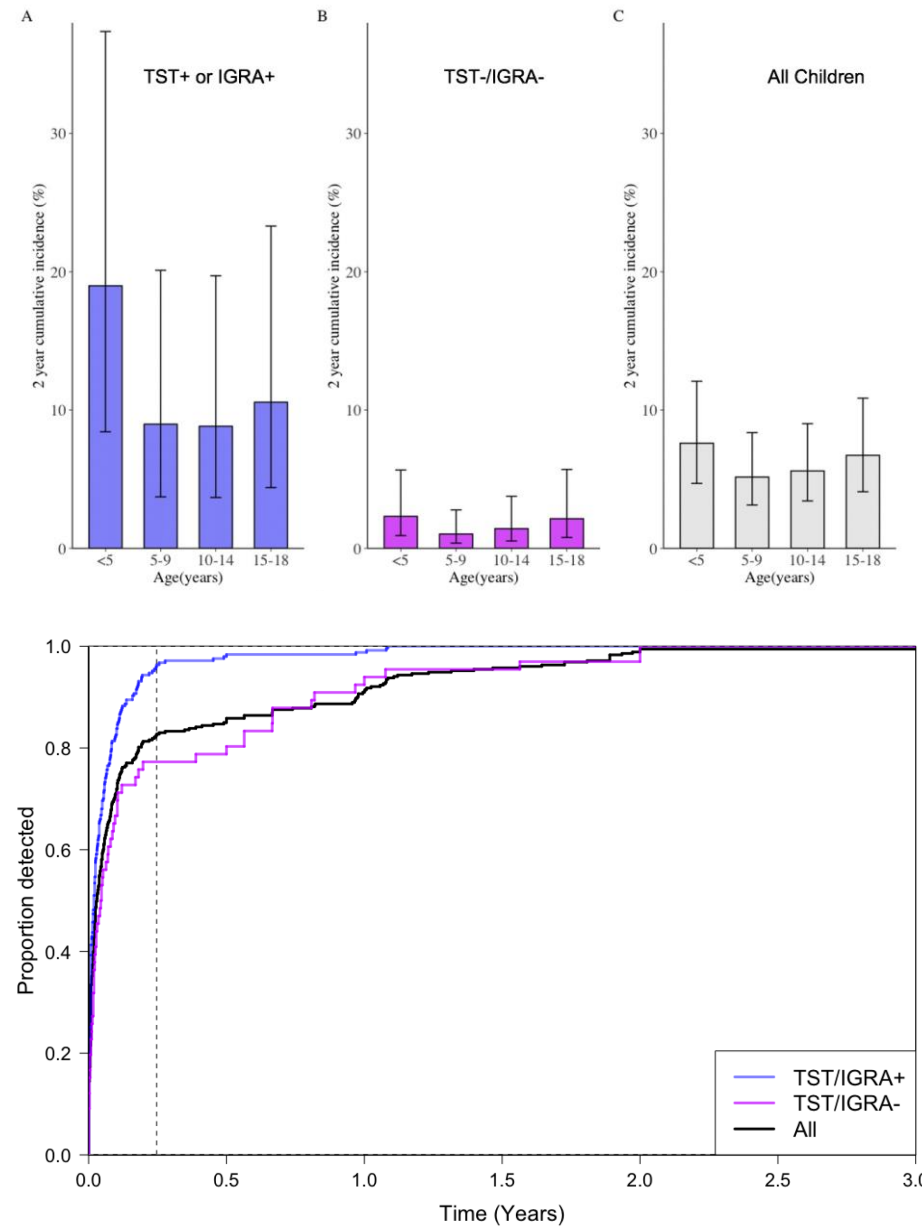 A
TST+ or IGRA+
2 year cumulative incidence (%)
30
20
10
0
<5 5-9 10-14 15-18
Age(years)
B
TST-/IGRA-
2 year cumulative incidence (%)
30
20
10
0
<5 5-9 10-14 15-18
Age(years)
C
All Children
2 year cumulative incidence (%)
30
20
10
0
<5 5-9 10-14 15-18
Age(years)
Proportion detected
1.0
0.8
0.6
0.4
0.2
0.0
TST/IGRA+
TST/IGRA-
All
0.0 0.5 1.0 1.5 2.0 2.5 3.0
Time (Years)